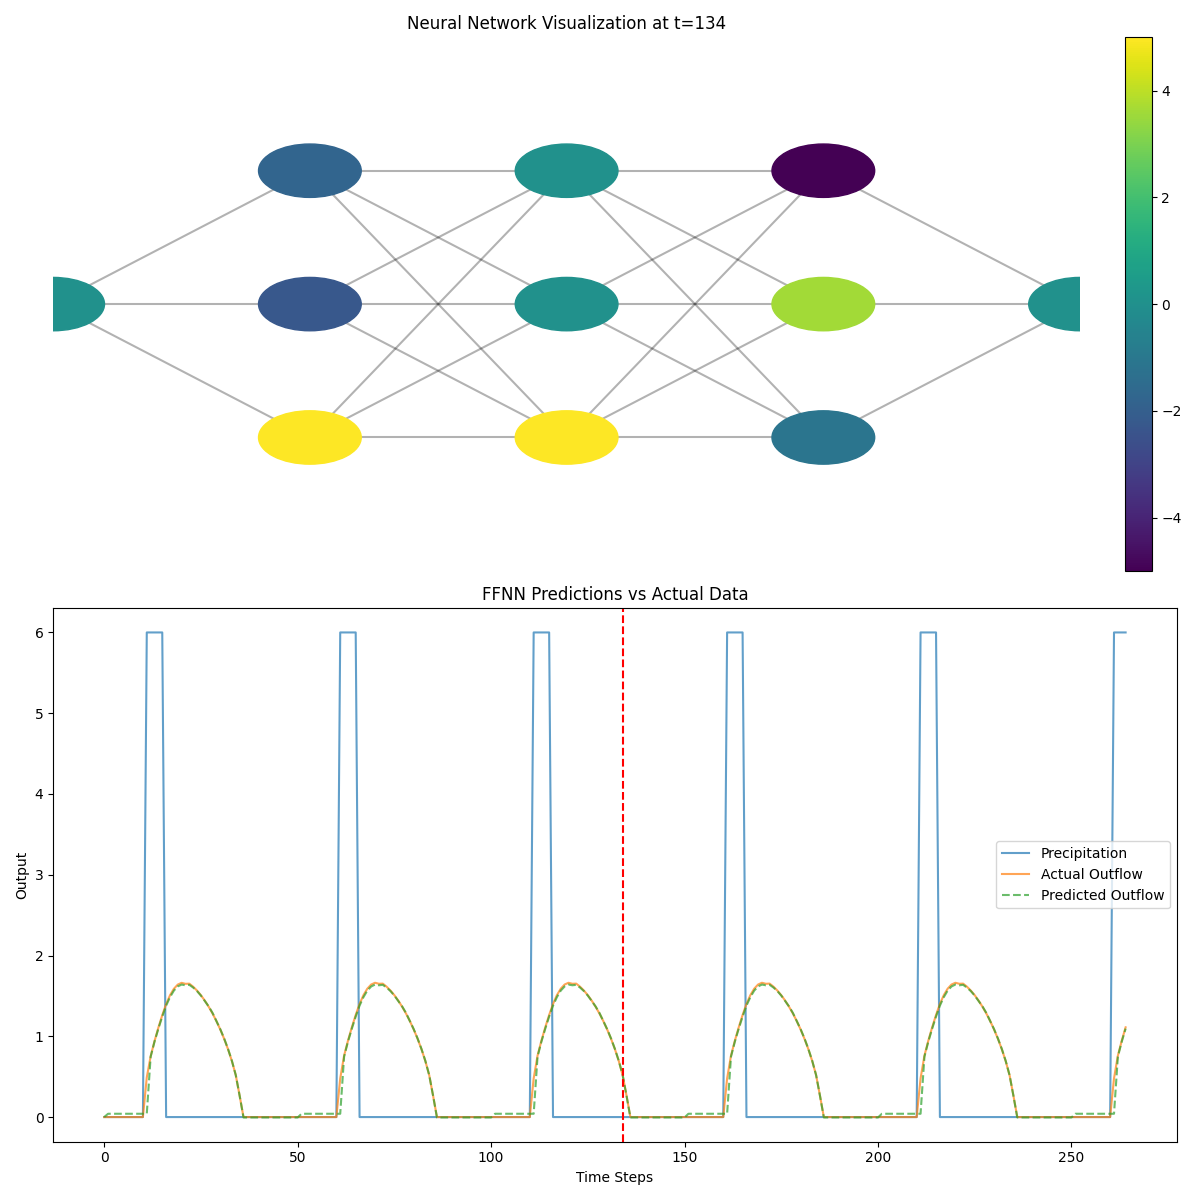 Neural Network Visualization at t=134
4
2
0
−2
−4
FFNN Predictions vs Actual Data
6
5
4
3
2
1
0
Output
Precipitation
Actual Outflow
Predicted Outflow
0 50 100 150 200 250
Time Steps